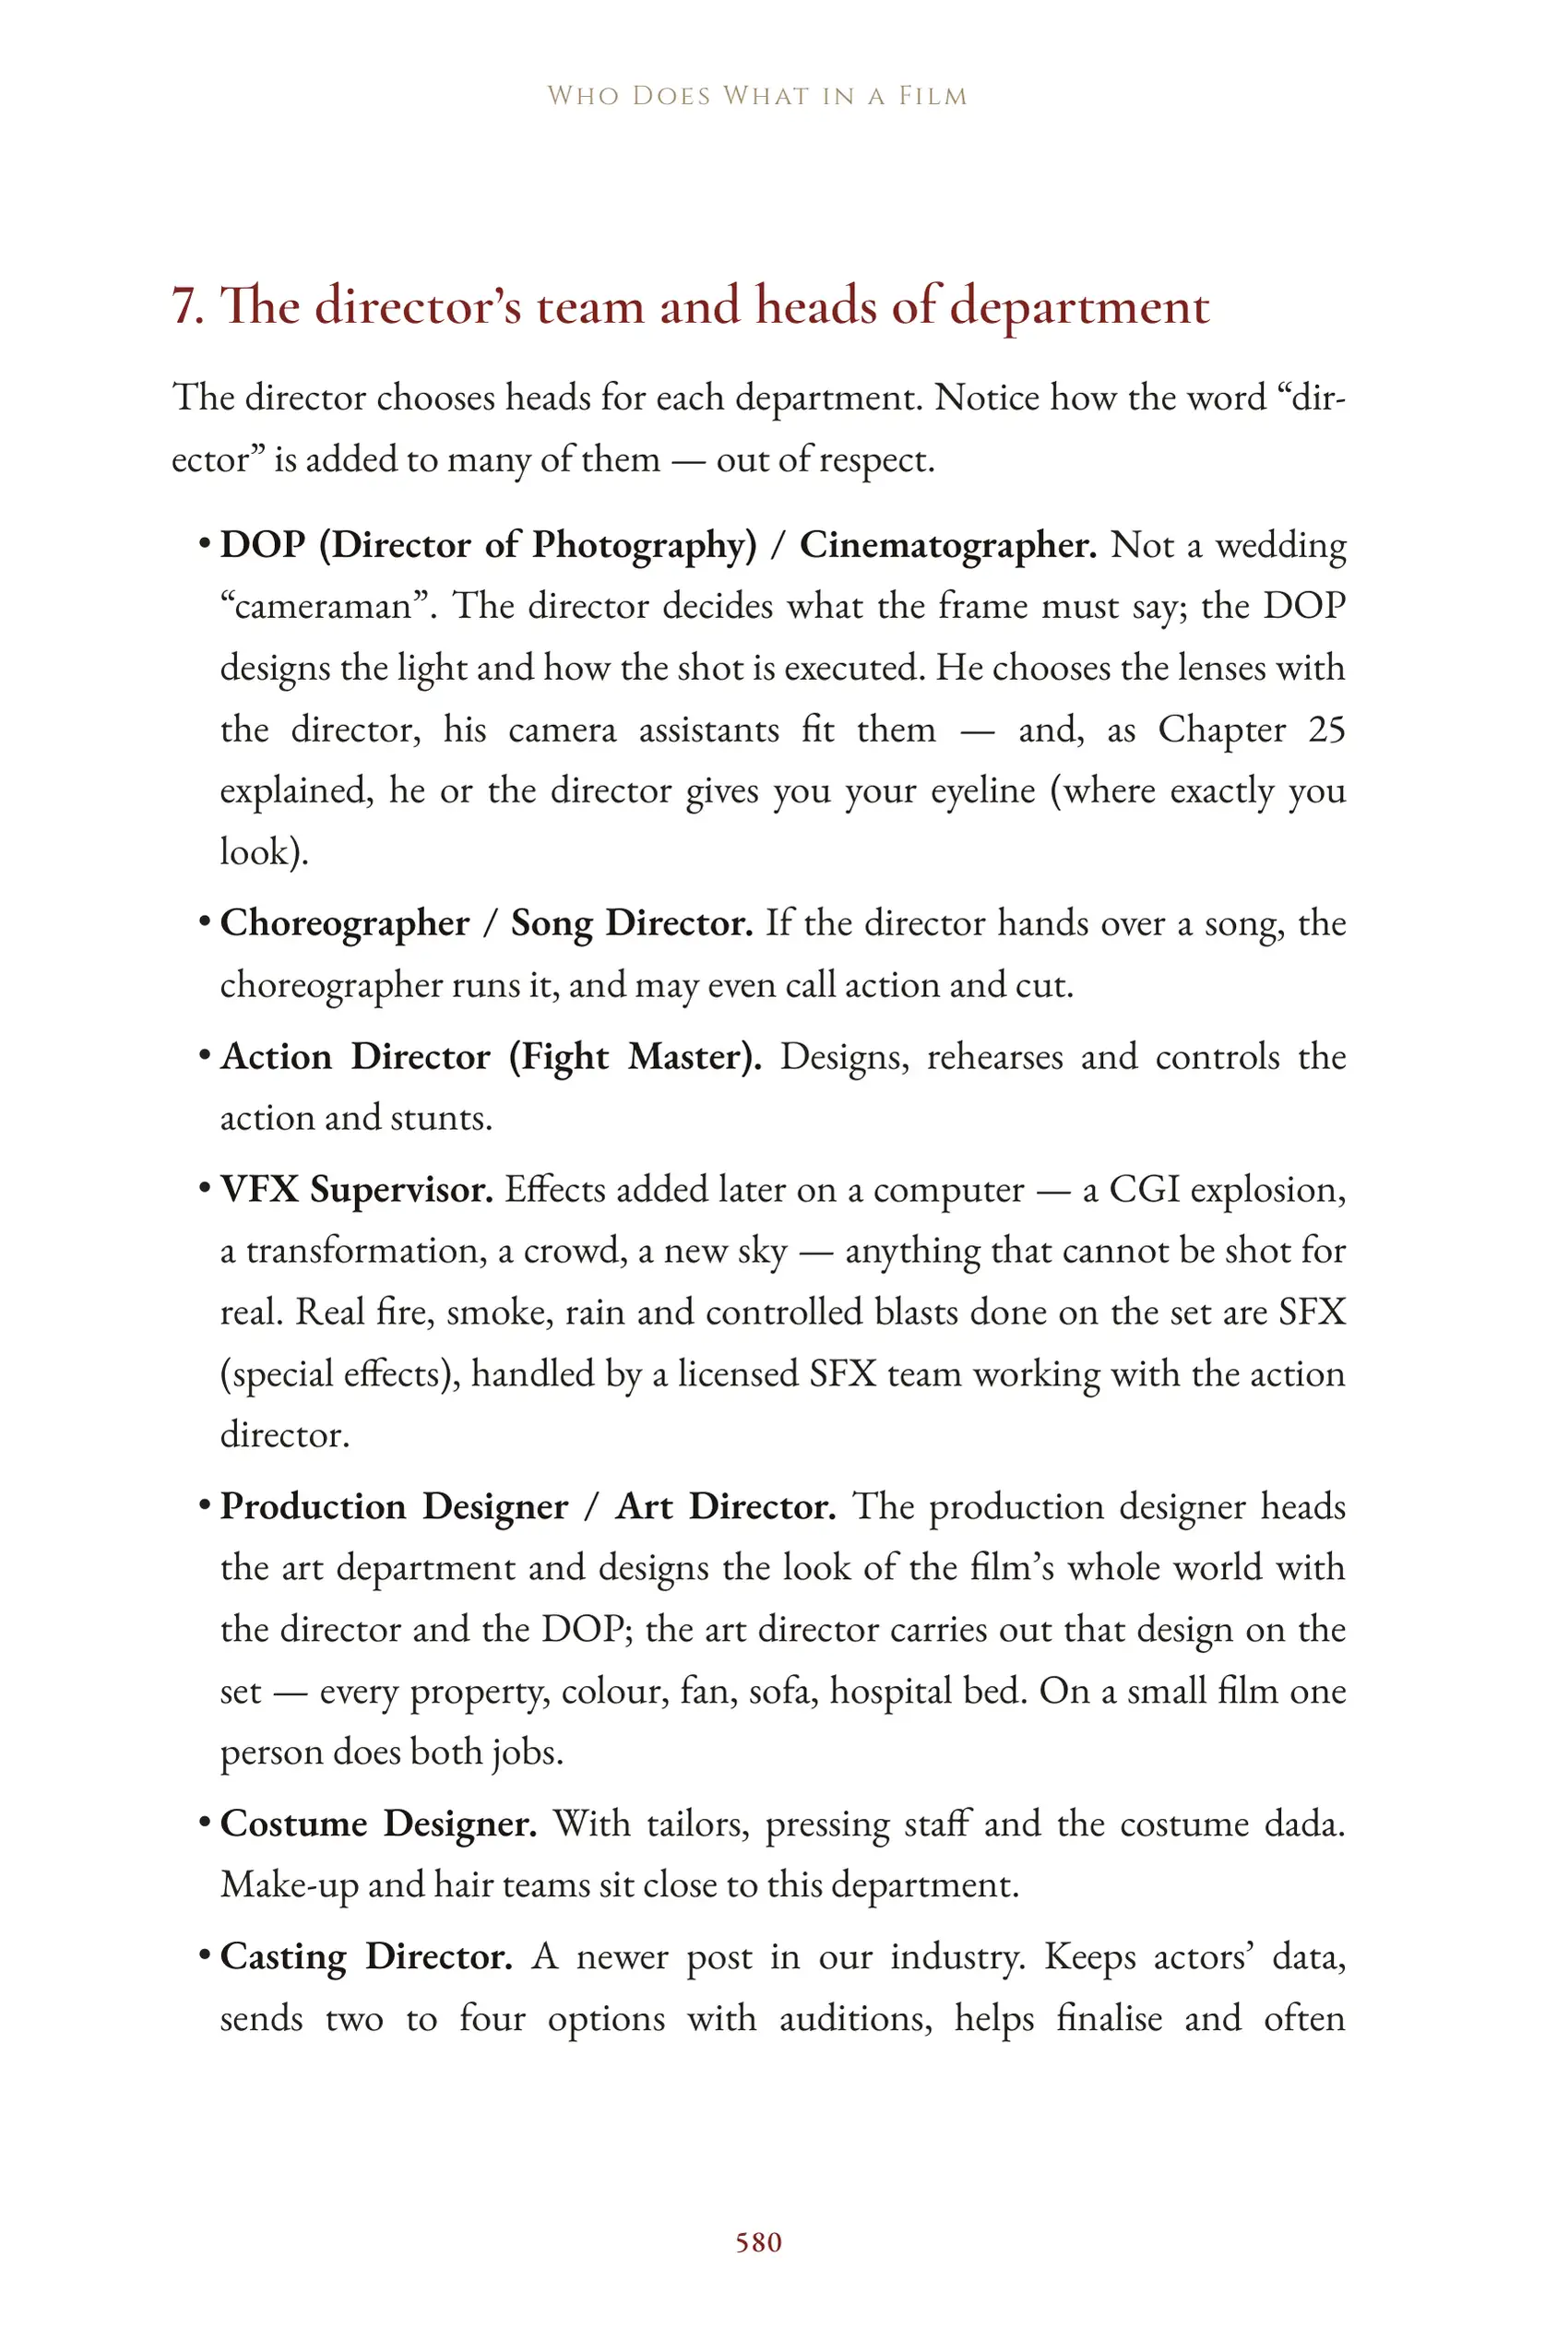 Who Does What in a Film
7. The director’s team and heads of department
The director chooses heads for each department. Notice how the word “dir-
ector” is added to many of them — out of respect.
• DOP (Director of Photography) / Cinematographer. Not a wedding
“cameraman”. The director decides what the frame must say; the DOP
designs the light and how the shot is executed. He chooses the lenses with
the director, his camera assistants fit them — and, as Chapter 25
explained, he or the director gives you your eyeline (where exactly you
look).
• Choreographer / Song Director. If the director hands over a song, the
choreographer runs it, and may even call action and cut.
• Action Director (Fight Master). Designs, rehearses and controls the
action and stunts.
• VFX Supervisor. Effects added later on a computer — a CGI explosion,
a transformation, a crowd, a new sky — anything that cannot be shot for
real. Real fire, smoke, rain and controlled blasts done on the set are SFX
(special effects), handled by a licensed SFX team working with the action
director.
• Production Designer / Art Director. The production designer heads
the art department and designs the look of the film’s whole world with
the director and the DOP; the art director carries out that design on the
set — every property, colour, fan, sofa, hospital bed. On a small film one
person does both jobs.
• Costume Designer. With tailors, pressing staff and the costume dada.
Make-up and hair teams sit close to this department.
• Casting Director. A newer post in our industry. Keeps actors’ data,
sends two to four options with auditions, helps finalise and often
580